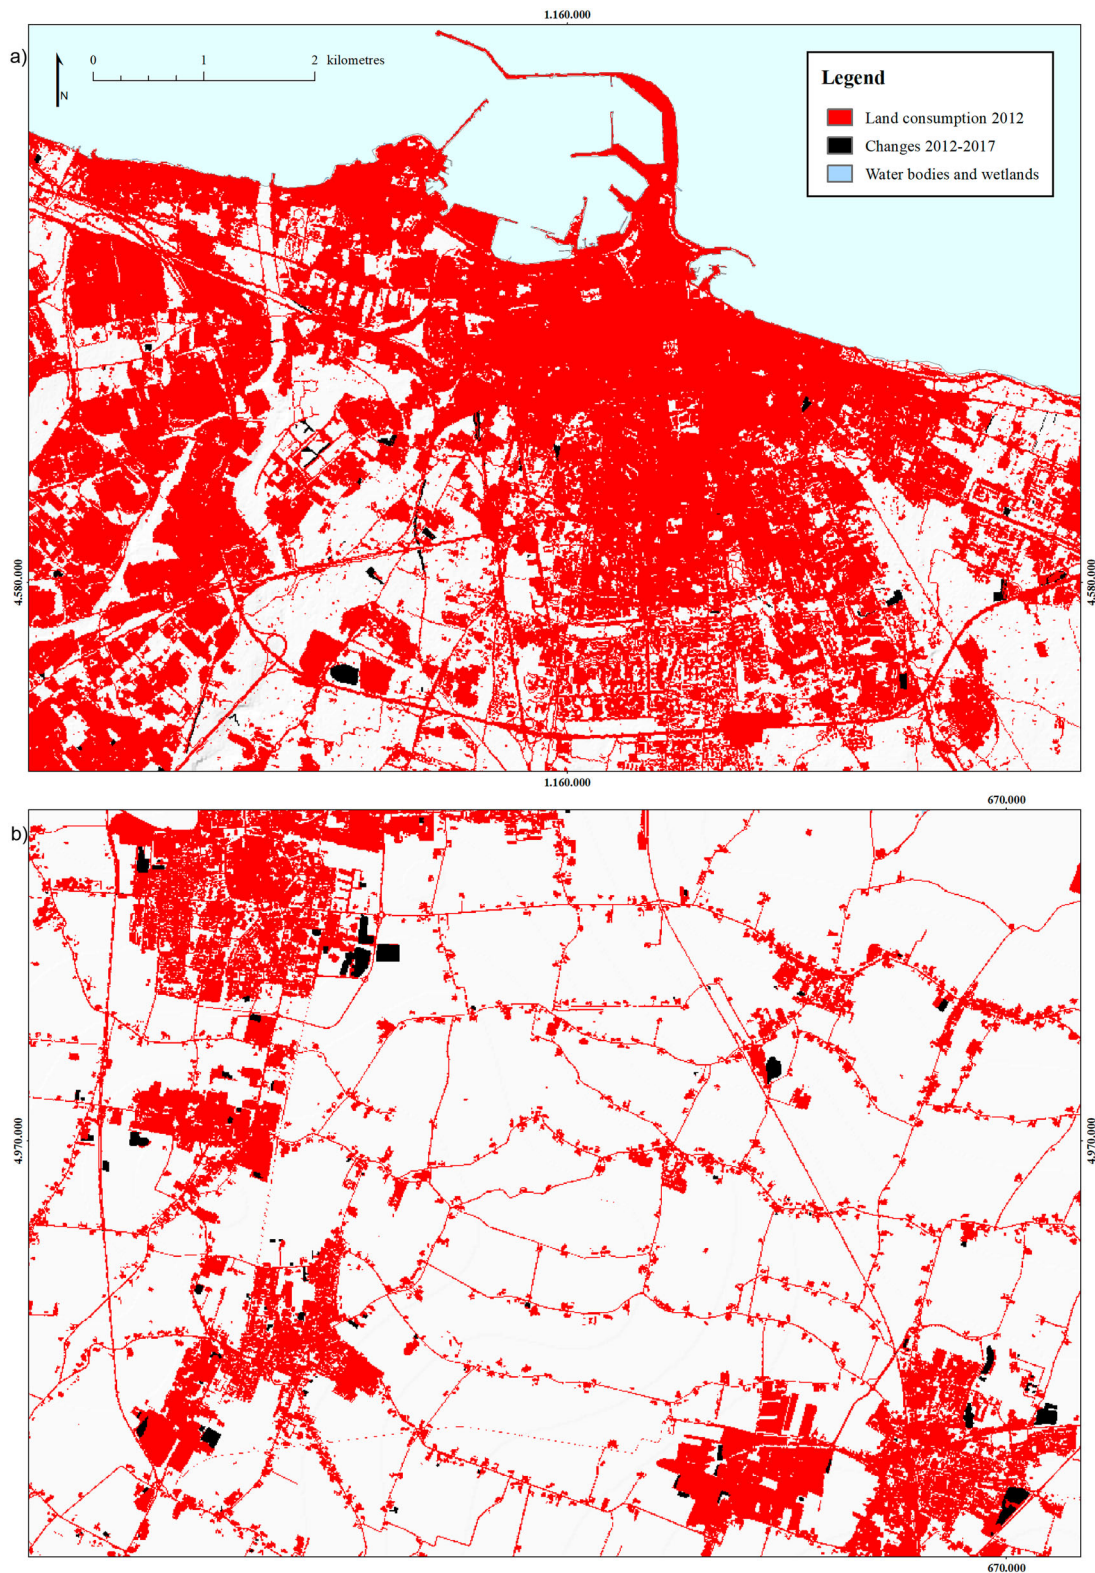 1.160.000
a)
0 1 2 kilometres
N
Legend
Land consumption 2012
Changes 2012-2017
Water bodies and wetlands
4.580.000
4.580.000
1.160.000
670.000
b)
4.970.000
4.970.000
670.000